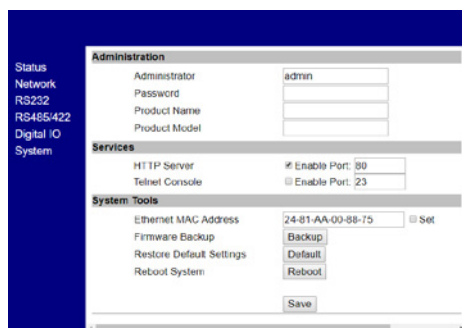 Status
Network
RS232
RS485/422
Digital IO
System
Administration
Administrator admin
Password
Product Name
Product Model
Services
HTTP Server Enable Port: 80
Telnet Console Enable Port: 23
System Tools
Ethernet MAC Address 24-81-AA-00-88-75 Set
Firmware Backup Backup
Restore Default Settings Default
Reboot System Reboot
Save